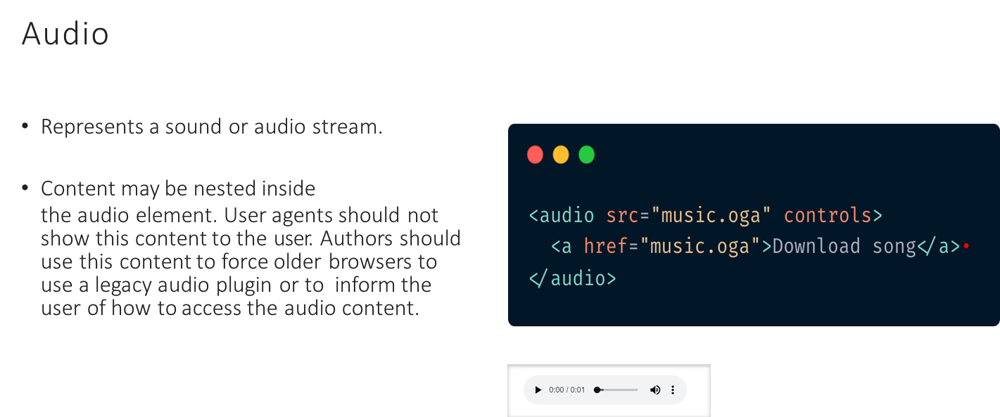 Audio
• Represents a sound or audio stream.
• Content may be nested inside
the audio element. User agents should not
show this content to the user. Authors should
use this content to force older browsers to
use a legacy audio plugin or to inform the
user of how to access the audio content.
<audio src="music.oga" controls>
<a href="music.oga">Download song</a>
</audio>
0:00 / 0:01